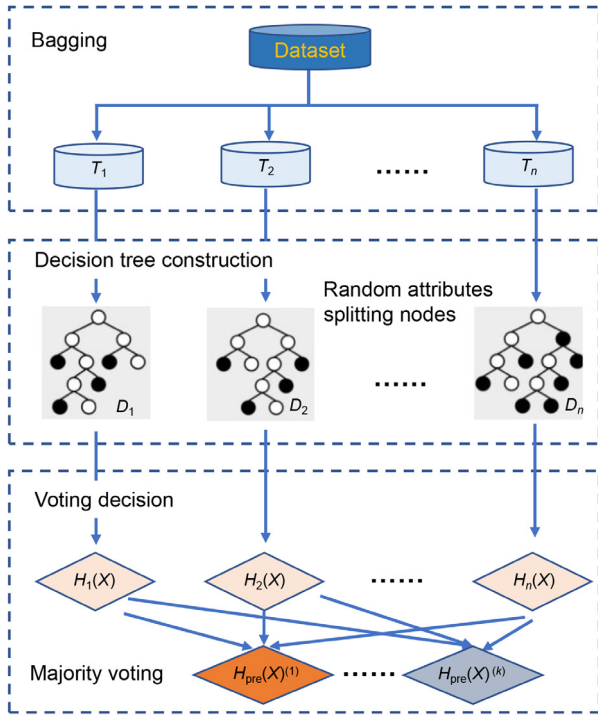 Bagging
Dataset
T1
T2
......
Tn
Decision tree construction
Random attributes
splitting nodes
D1
D2
......
Dn
Voting decision
H1(X)
H2(X)
......
Hn(X)
Majority voting
Hpre(X)(1)
......
Hpre(X)(k)